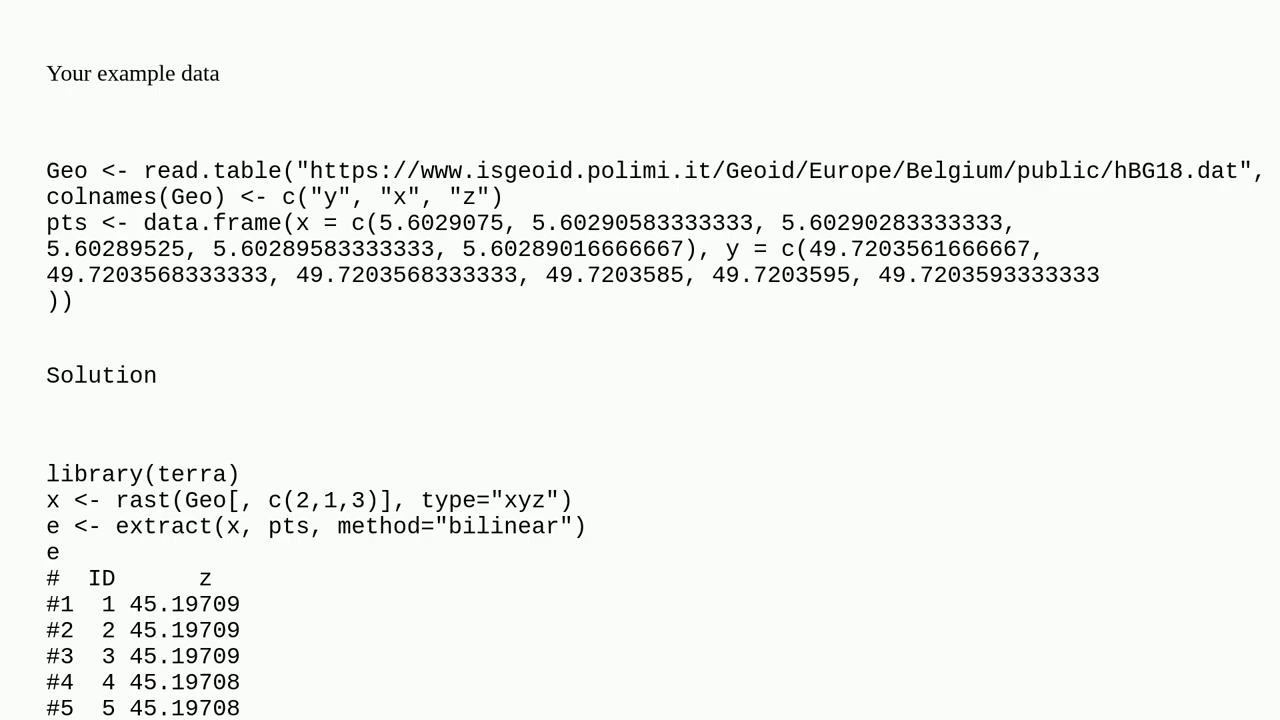 Your example data
Geo <- read.table("https://www.isgeoid.polimi.it/Geoid/Europe/Belgium/public/hBG18.dat",
colnames(Geo) <- c("y", "x", "z")
pts <- data.frame(x = c(5.6029075, 5.60290583333333, 5.60290283333333,
5.60289525, 5.60289583333333, 5.60289016666667), y = c(49.7203561666667,
49.7203568333333, 49.7203568333333, 49.7203585, 49.7203595, 49.7203593333333
))
Solution
library(terra)
x <- rast(Geo[, c(2,1,3)], type="xyz")
e <- extract(x, pts, method="bilinear")
e
#  ID      z
#1  1 45.19709
#2  2 45.19709
#3  3 45.19709
#4  4 45.19708
#5  5 45.19708